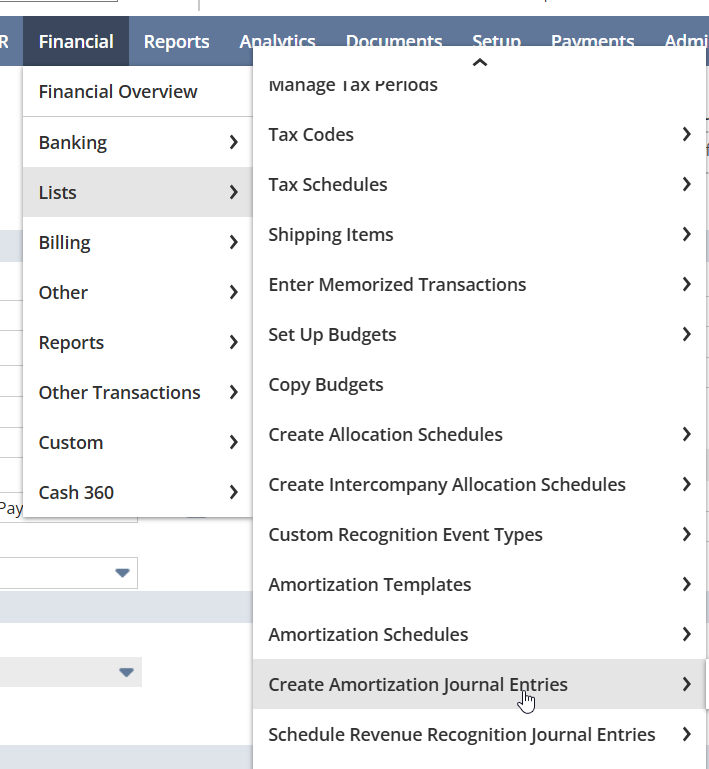 R Financial Reports Analytics Documents Setup Payments Admi
Financial Overview
Banking
Lists
Billing
Other
Reports
Other Transactions
Custom
Cash 360
Pay
Manage Tax Periods
Tax Codes
Tax Schedules
Shipping Items
Enter Memorized Transactions
Set Up Budgets
Copy Budgets
Create Allocation Schedules
Create Intercompany Allocation Schedules
Custom Recognition Event Types
Amortization Templates
Amortization Schedules
Create Amortization Journal Entries
Schedule Revenue Recognition Journal Entries